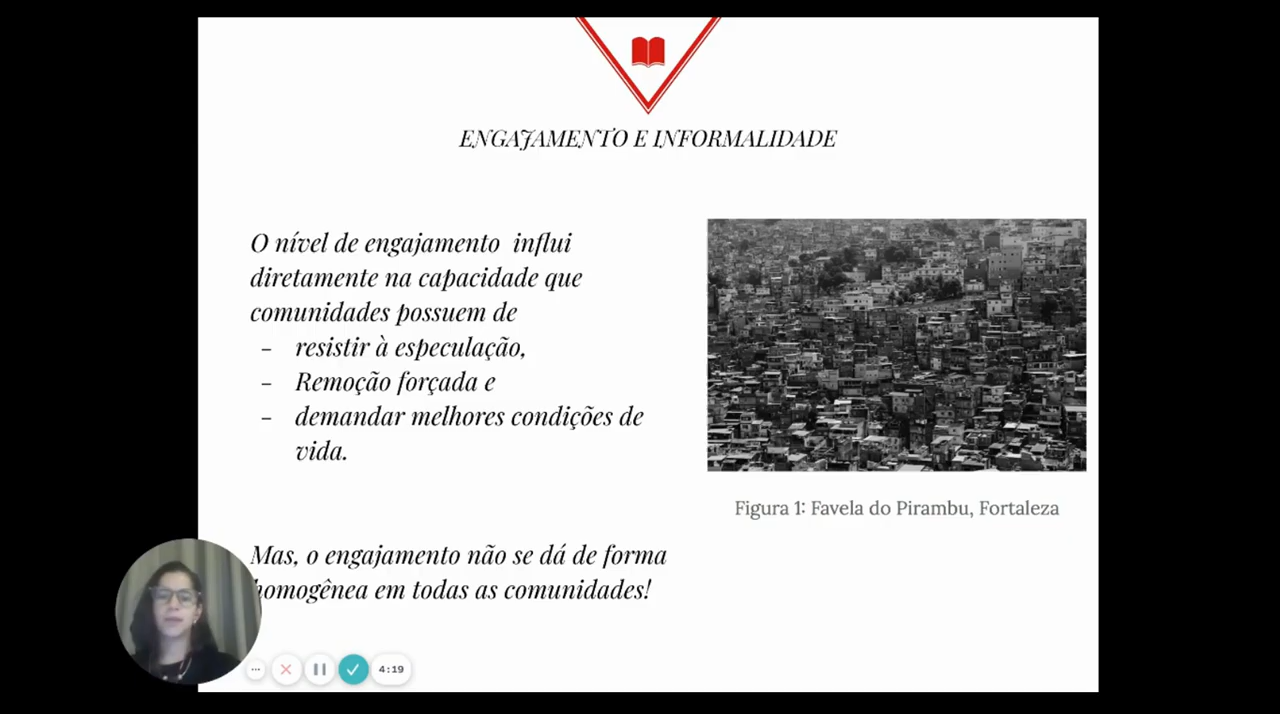 ENGAJAMENTO E INFORMALIDADE
O nível de engajamento influi
diretamente na capacidade que
comunidades possuem de
– resistir à especulação,
– Remoção forçada e
– demandar melhores condições de
vida.
Figura 1: Favela do Pirambu, Fortaleza
Mas, o engajamento não se dá de forma
homogênea em todas as comunidades!
4:19